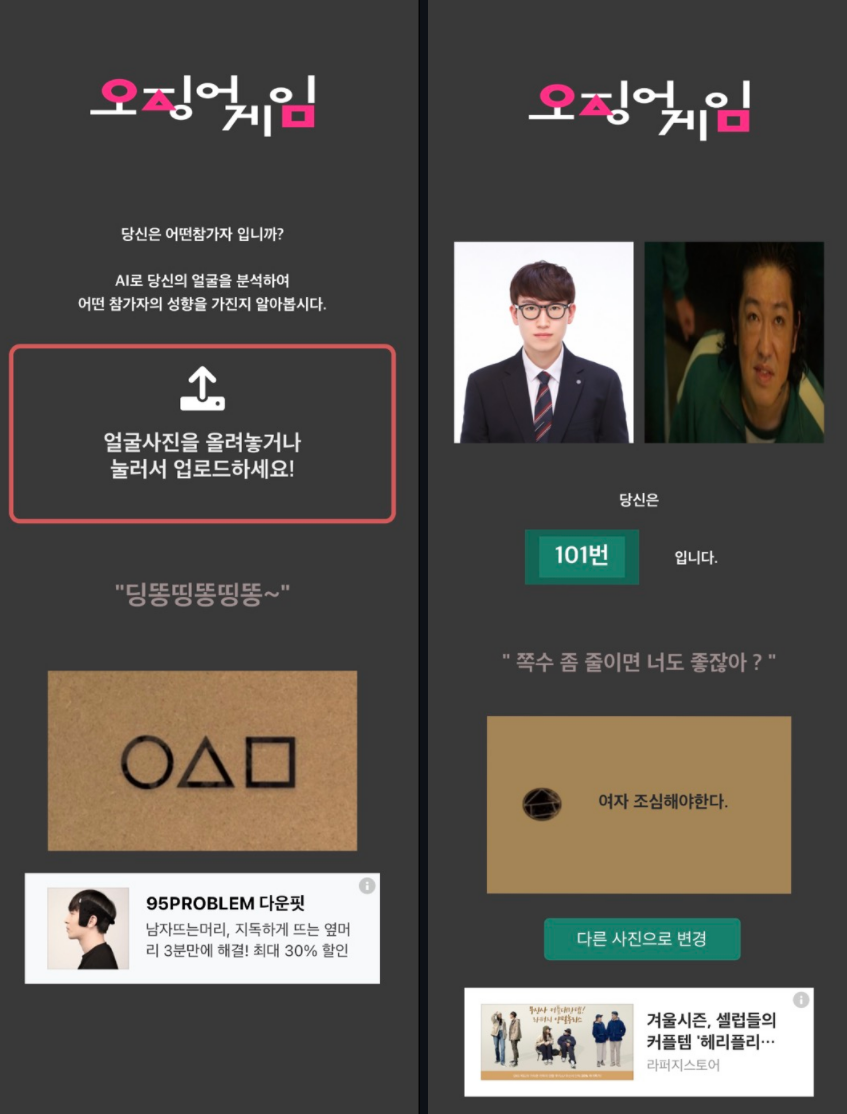 오징어게임
당신은 어떤참가자 입니까?
AI로 당신의 얼굴을 분석하여
어떤 참가자의 성향을 가진지 알아봅시다.
얼굴사진을 올려놓거나
눌러서 업로드하세요!
"딩똥띵똥띵똥~"
95PROBLEM 다운핏
남자뜨는머리, 지독하게 뜨는 옆머
리 3분만에 해결! 최대 30% 할인
오징어게임
당신은
101번
입니다.
" 쪽수 좀 줄이면 너도 좋잖아 ? "
여자 조심해야한다.
다른 사진으로 변경
겨울시즌, 셀럽들의
커플템 '헤리플리…
라퍼지스토어